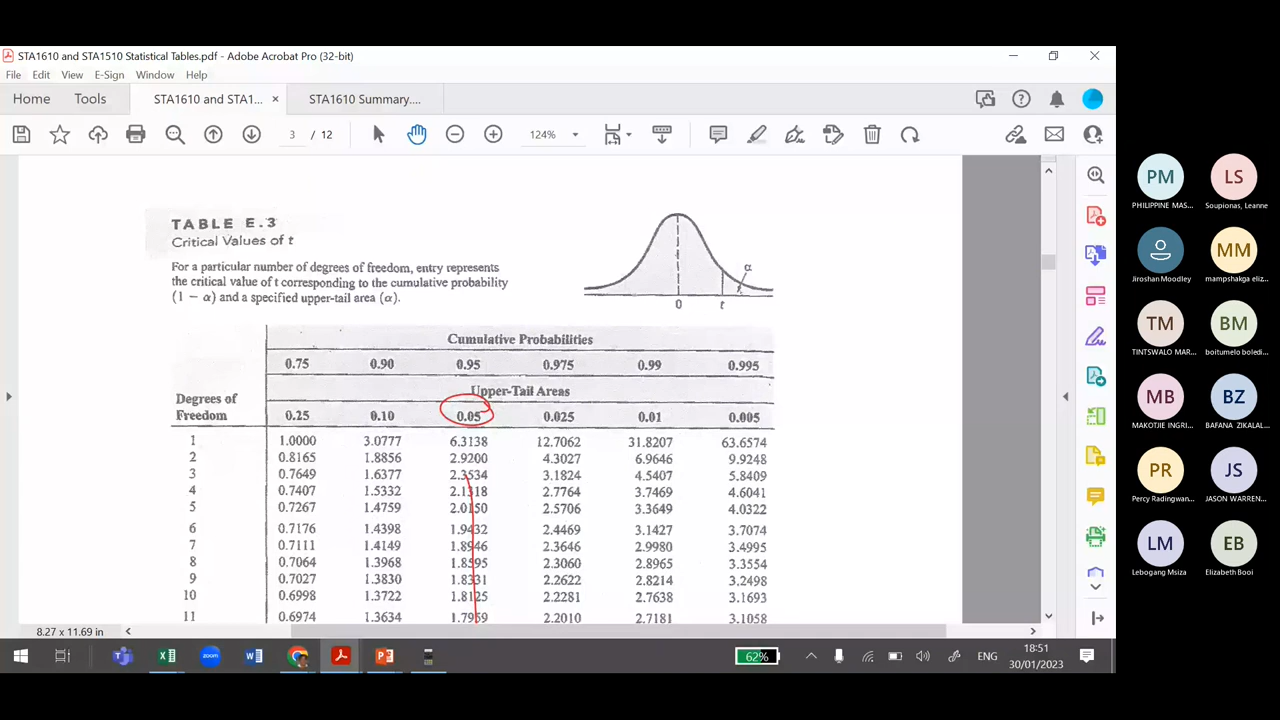 STA1610 and STA1510 Statistical Tables.pdf - Adobe Acrobat Pro (32-bit)
File Edit View E-Sign Window Help
Home Tools STA1610 and STA1... × STA1610 Summary....
3 / 12 124%
TABLE E.3
Critical Values of t
For a particular number of degrees of freedom, entry represents
the critical value of t corresponding to the cumulative probability
(1 − α) and a specified upper-tail area (α).
α
0 t
Cumulative Probabilities
0.75 0.90 0.95 0.975 0.99 0.995
Upper-Tail Areas
Degrees of
Freedom 0.25 0.10 0.05 0.025 0.01 0.005
1 1.0000 3.0777 6.3138 12.7062 31.8207 63.6574
2 0.8165 1.8856 2.9200 4.3027 6.9646 9.9248
3 0.7649 1.6377 2.3534 3.1824 4.5407 5.8409
4 0.7407 1.5332 2.1318 2.7764 3.7469 4.6041
5 0.7267 1.4759 2.0150 2.5706 3.3649 4.0322
6 0.7176 1.4398 1.9432 2.4469 3.1427 3.7074
7 0.7111 1.4149 1.8946 2.3646 2.9980 3.4995
8 0.7064 1.3968 1.8595 2.3060 2.8965 3.3554
9 0.7027 1.3830 1.8331 2.2622 2.8214 3.2498
10 0.6998 1.3722 1.8125 2.2281 2.7638 3.1693
11 0.6974 1.3634 1.7959 2.2010 2.7181 3.1058
8.27 x 11.69 in
62% ENG 18:51
30/01/2023
PM LS
PHILIPPINE MAS... Soupionas, Leanne
MM
Jiroshan Moodley mampshakga eliz...
TM BM
TINTSWALO MAR... boitumelo boledi...
MB BZ
MAKOTJIE INGRI... BAFANA ZIKALAL...
PR JS
Percy Radingwan... JASON WARREN...
LM EB
Lebogang Msiza Elizabeth Booi